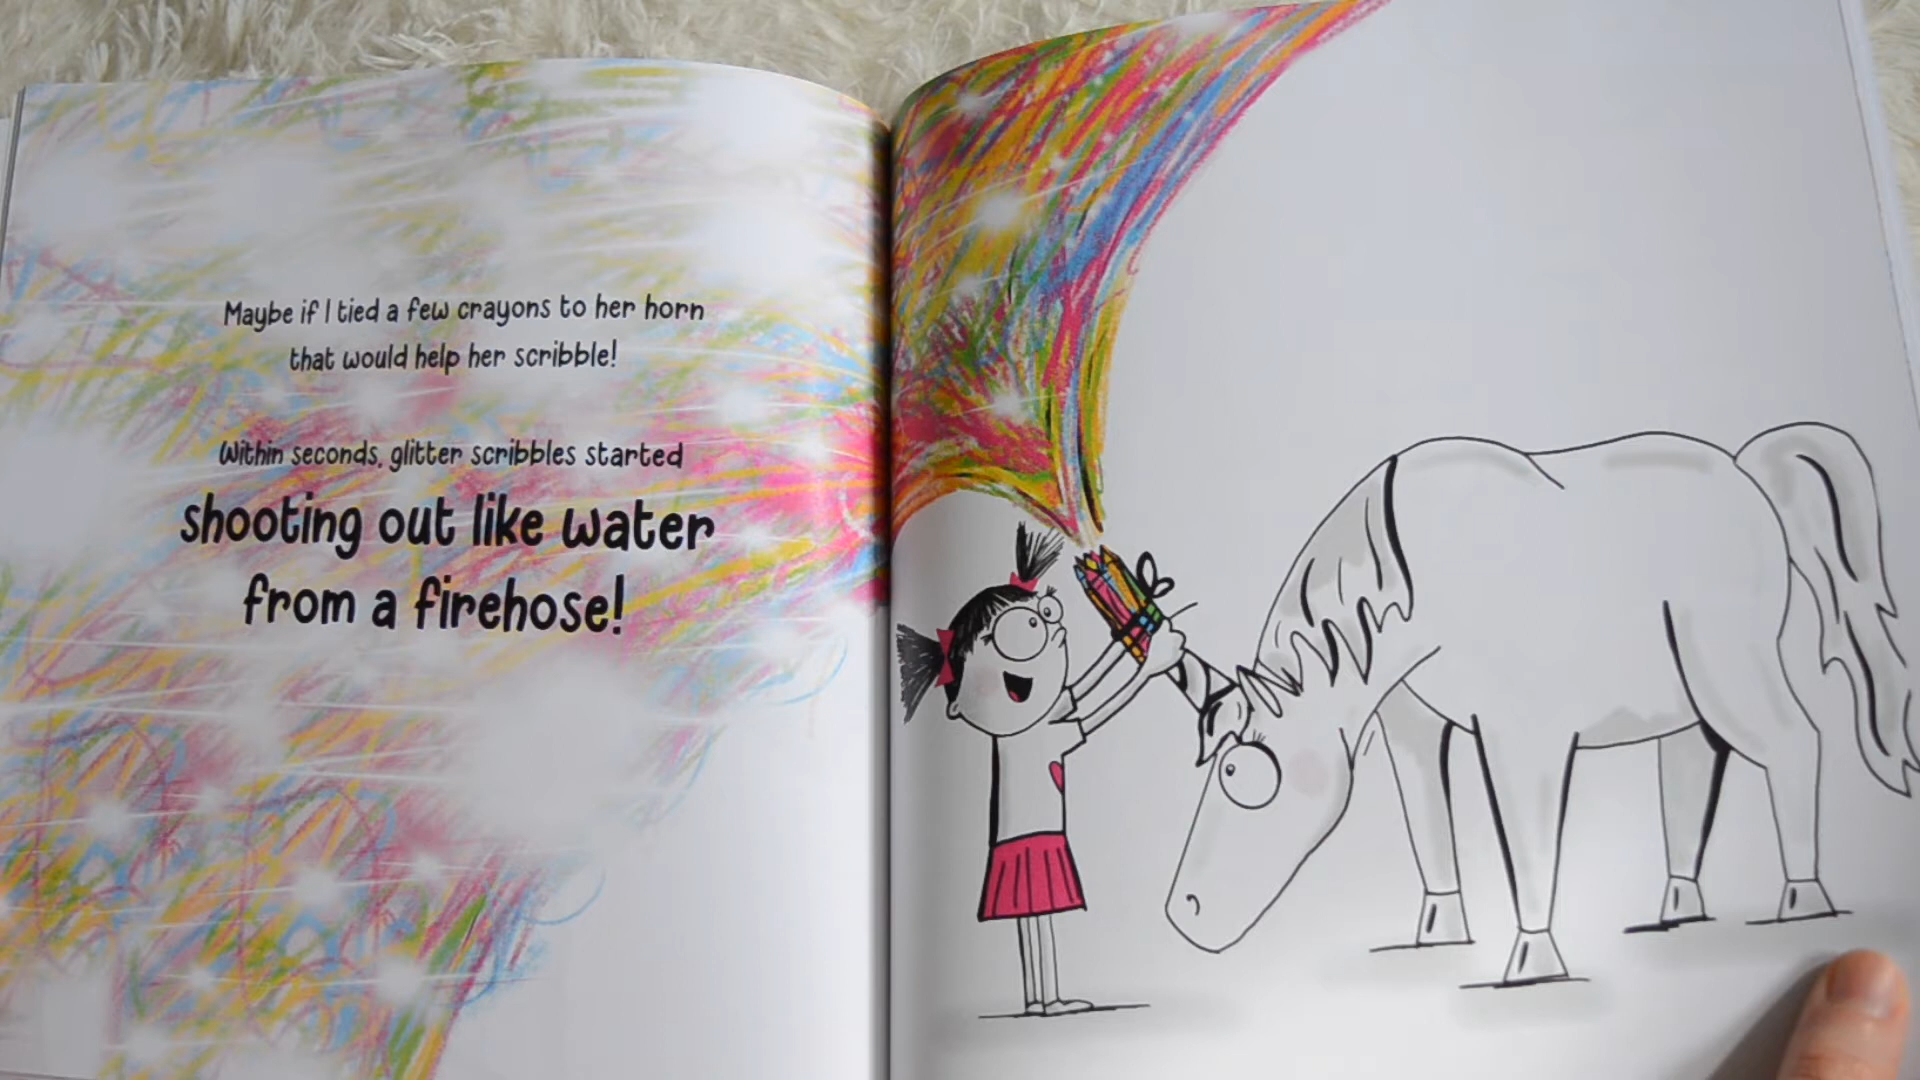 Maybe if I tied a few crayons to her horn
that would help her scribble!
Within seconds, glitter scribbles started
shooting out like water
from a firehose!